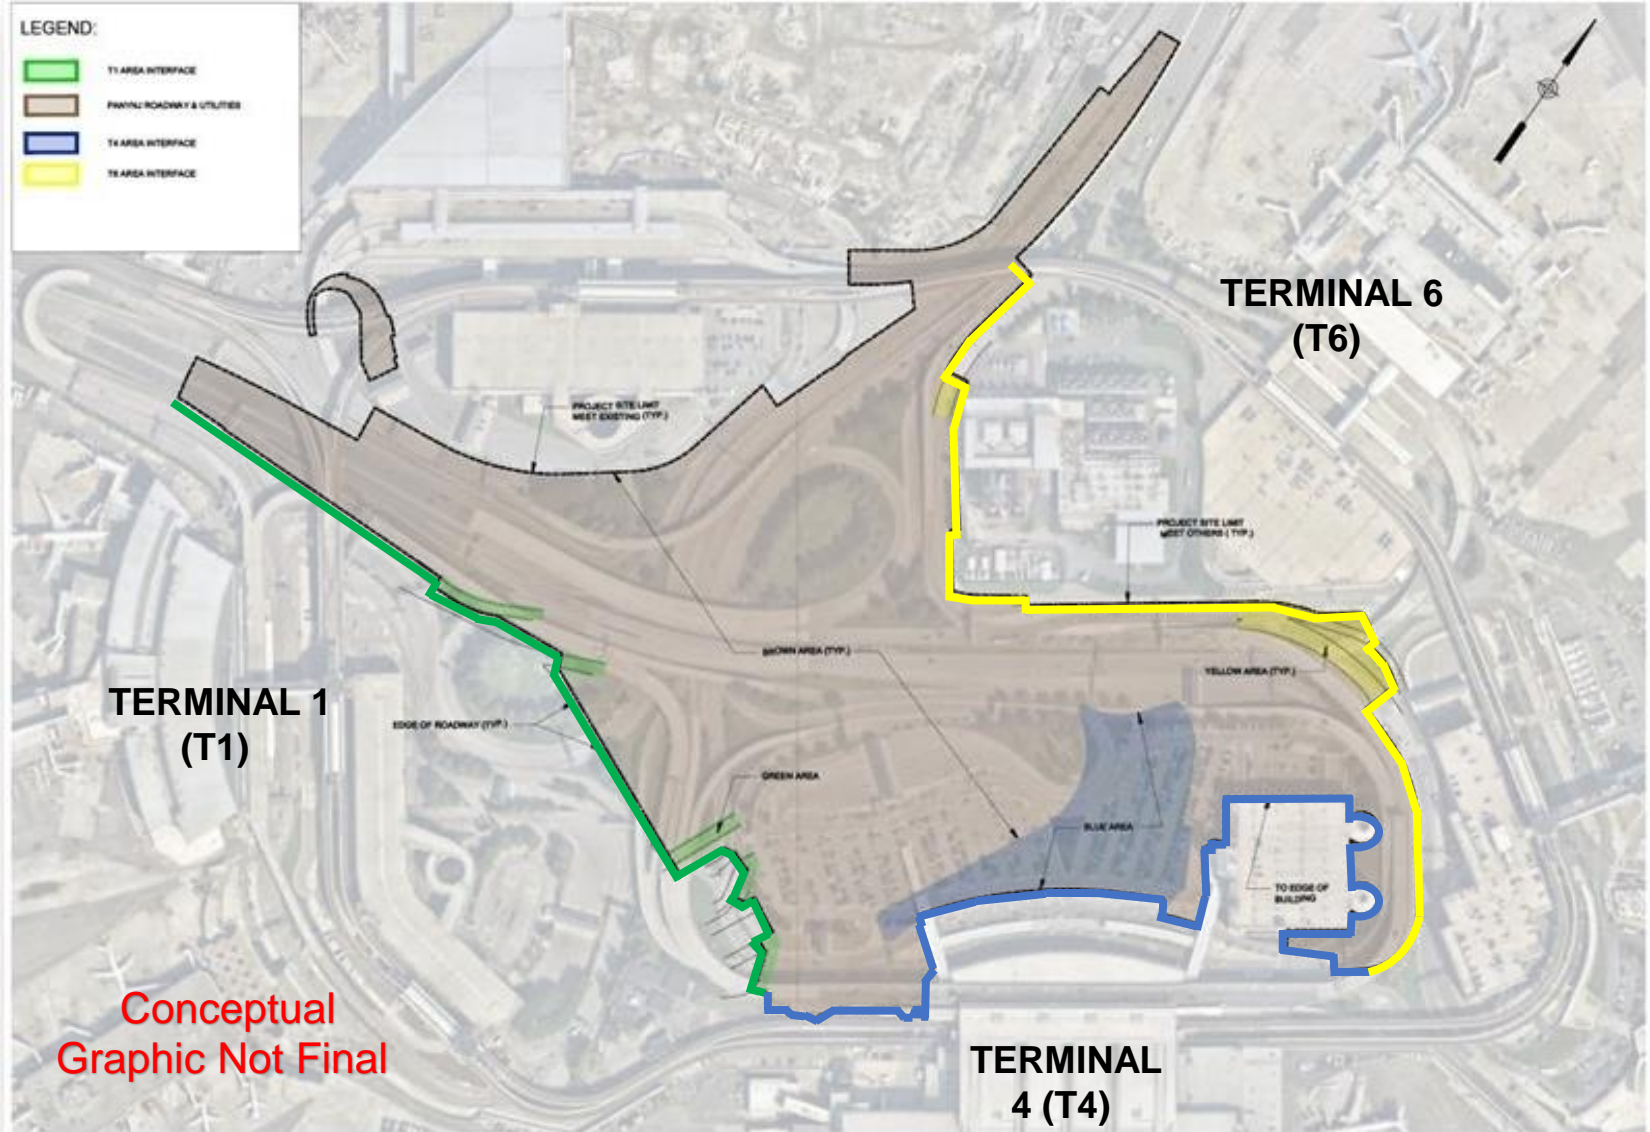 LEGEND:
T1 AREA INTERFACE
PANYNJ ROADWAY & UTILITIES
T4 AREA INTERFACE
T6 AREA INTERFACE
TERMINAL 6
(T6)
PROJECT SITE LIMIT
MEET EXISTING (TYP.)
PROJECT SITE LIMIT
MEET OTHERS ( TYP.)
BROWN AREA (TYP.)
YELLOW AREA (TYP.)
TERMINAL 1
(T1)
EDGE OF ROADWAY (TYP.)
GREEN AREA
BLUE AREA
TO EDGE OF
BUILDING
Conceptual
Graphic Not Final
TERMINAL
4 (T4)